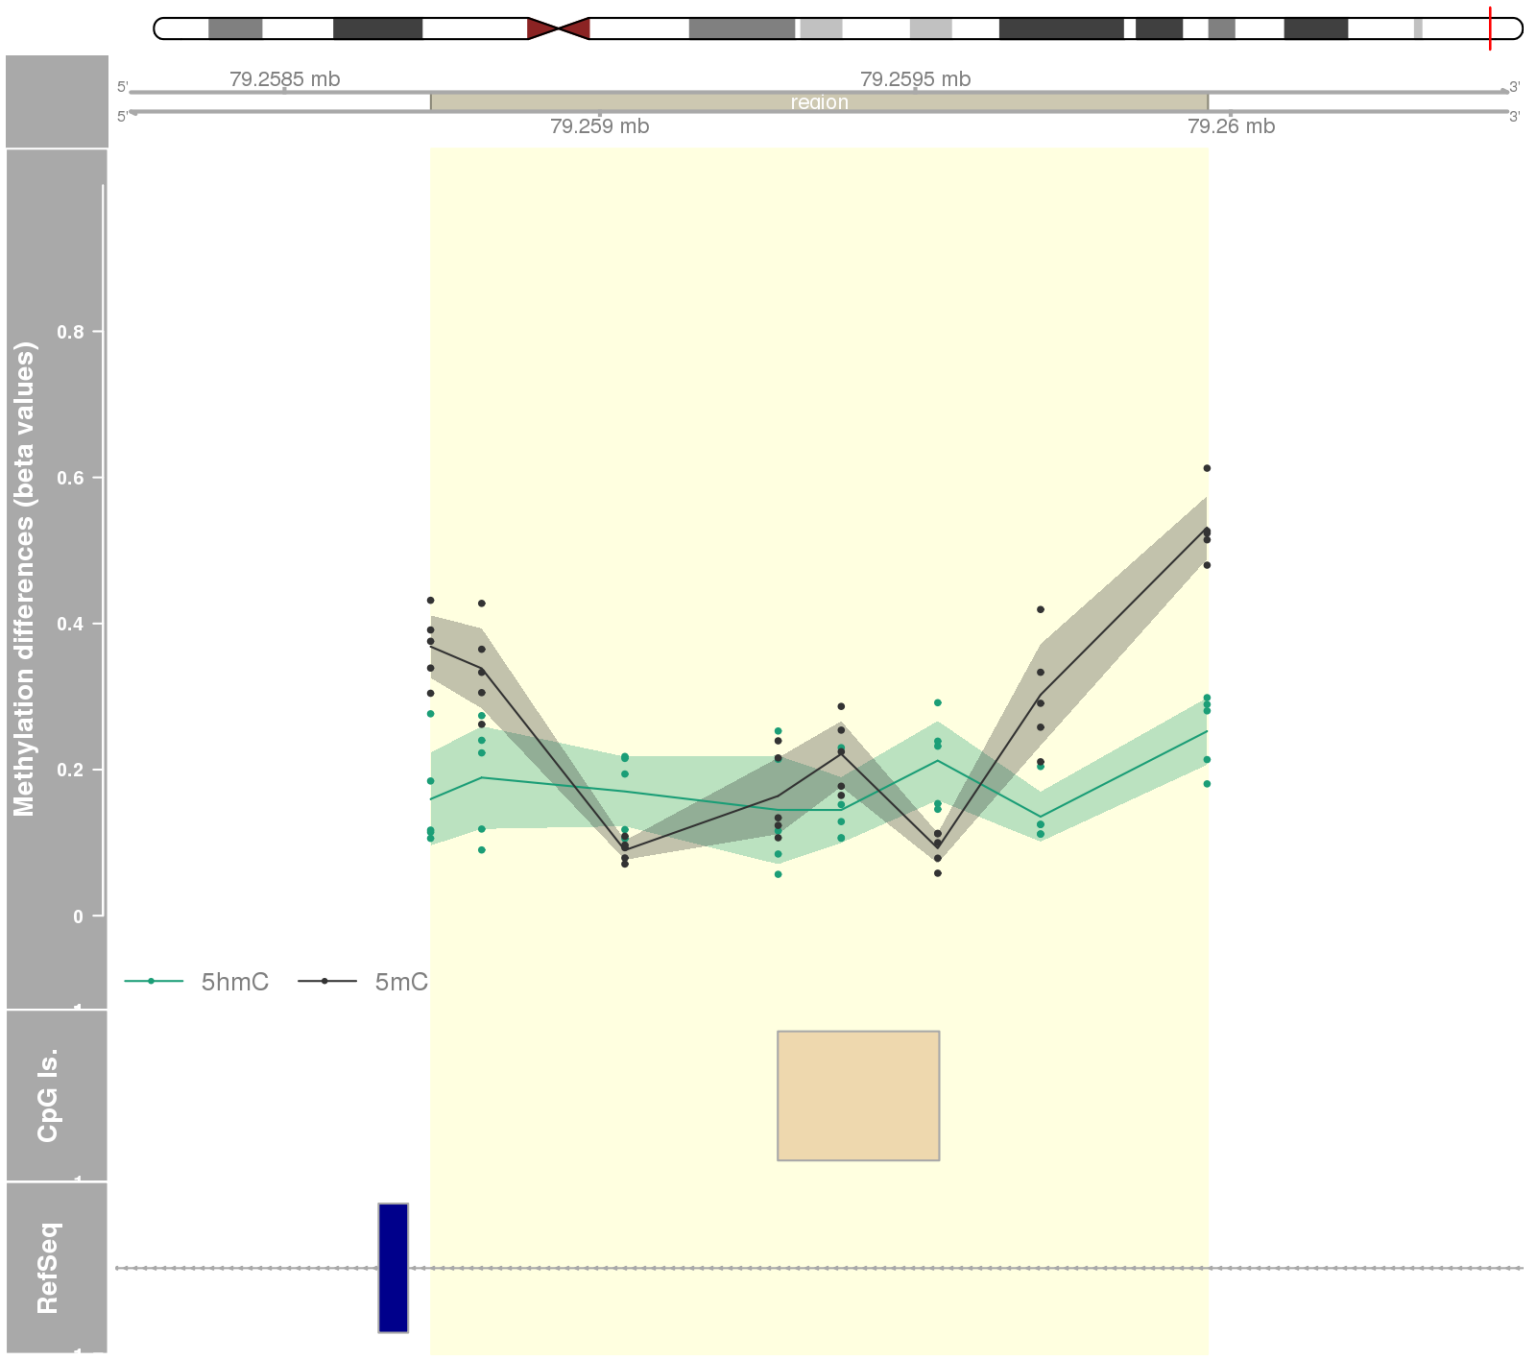 79.2585 mb
79.2595 mb
5'
3'
region
5'
3'
79.259 mb
79.26 mb
Methylation differences (beta values)
0.8
0.6
0.4
0.2
0
5hmC
5mC
CpG Is.
RefSeq